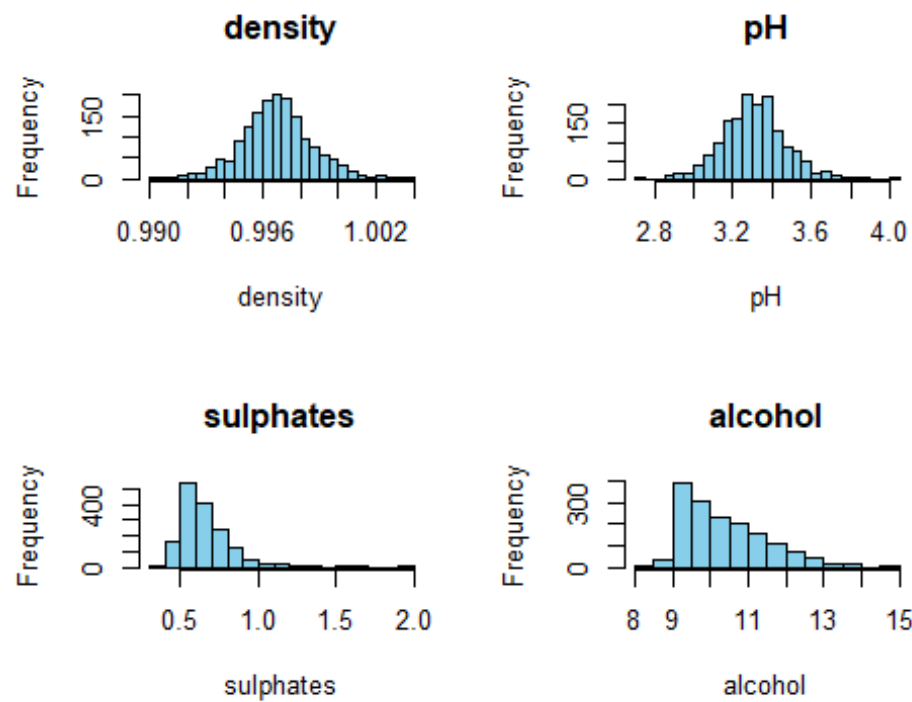 density
Frequency
0 150
0.990 0.996 1.002
density
pH
Frequency
0 150
2.8 3.2 3.6 4.0
pH
sulphates
Frequency
0 400
0.5 1.0 1.5 2.0
sulphates
alcohol
Frequency
0 300
8 9 11 13 15
alcohol